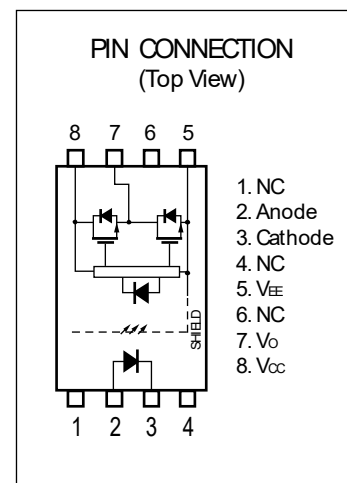 PIN CONNECTION
(Top View)
8 7 6 5
SHIELD
1 2 3 4
1. NC
2. Anode
3. Cathode
4. NC
5. VEE
6. NC
7. VO
8. VCC